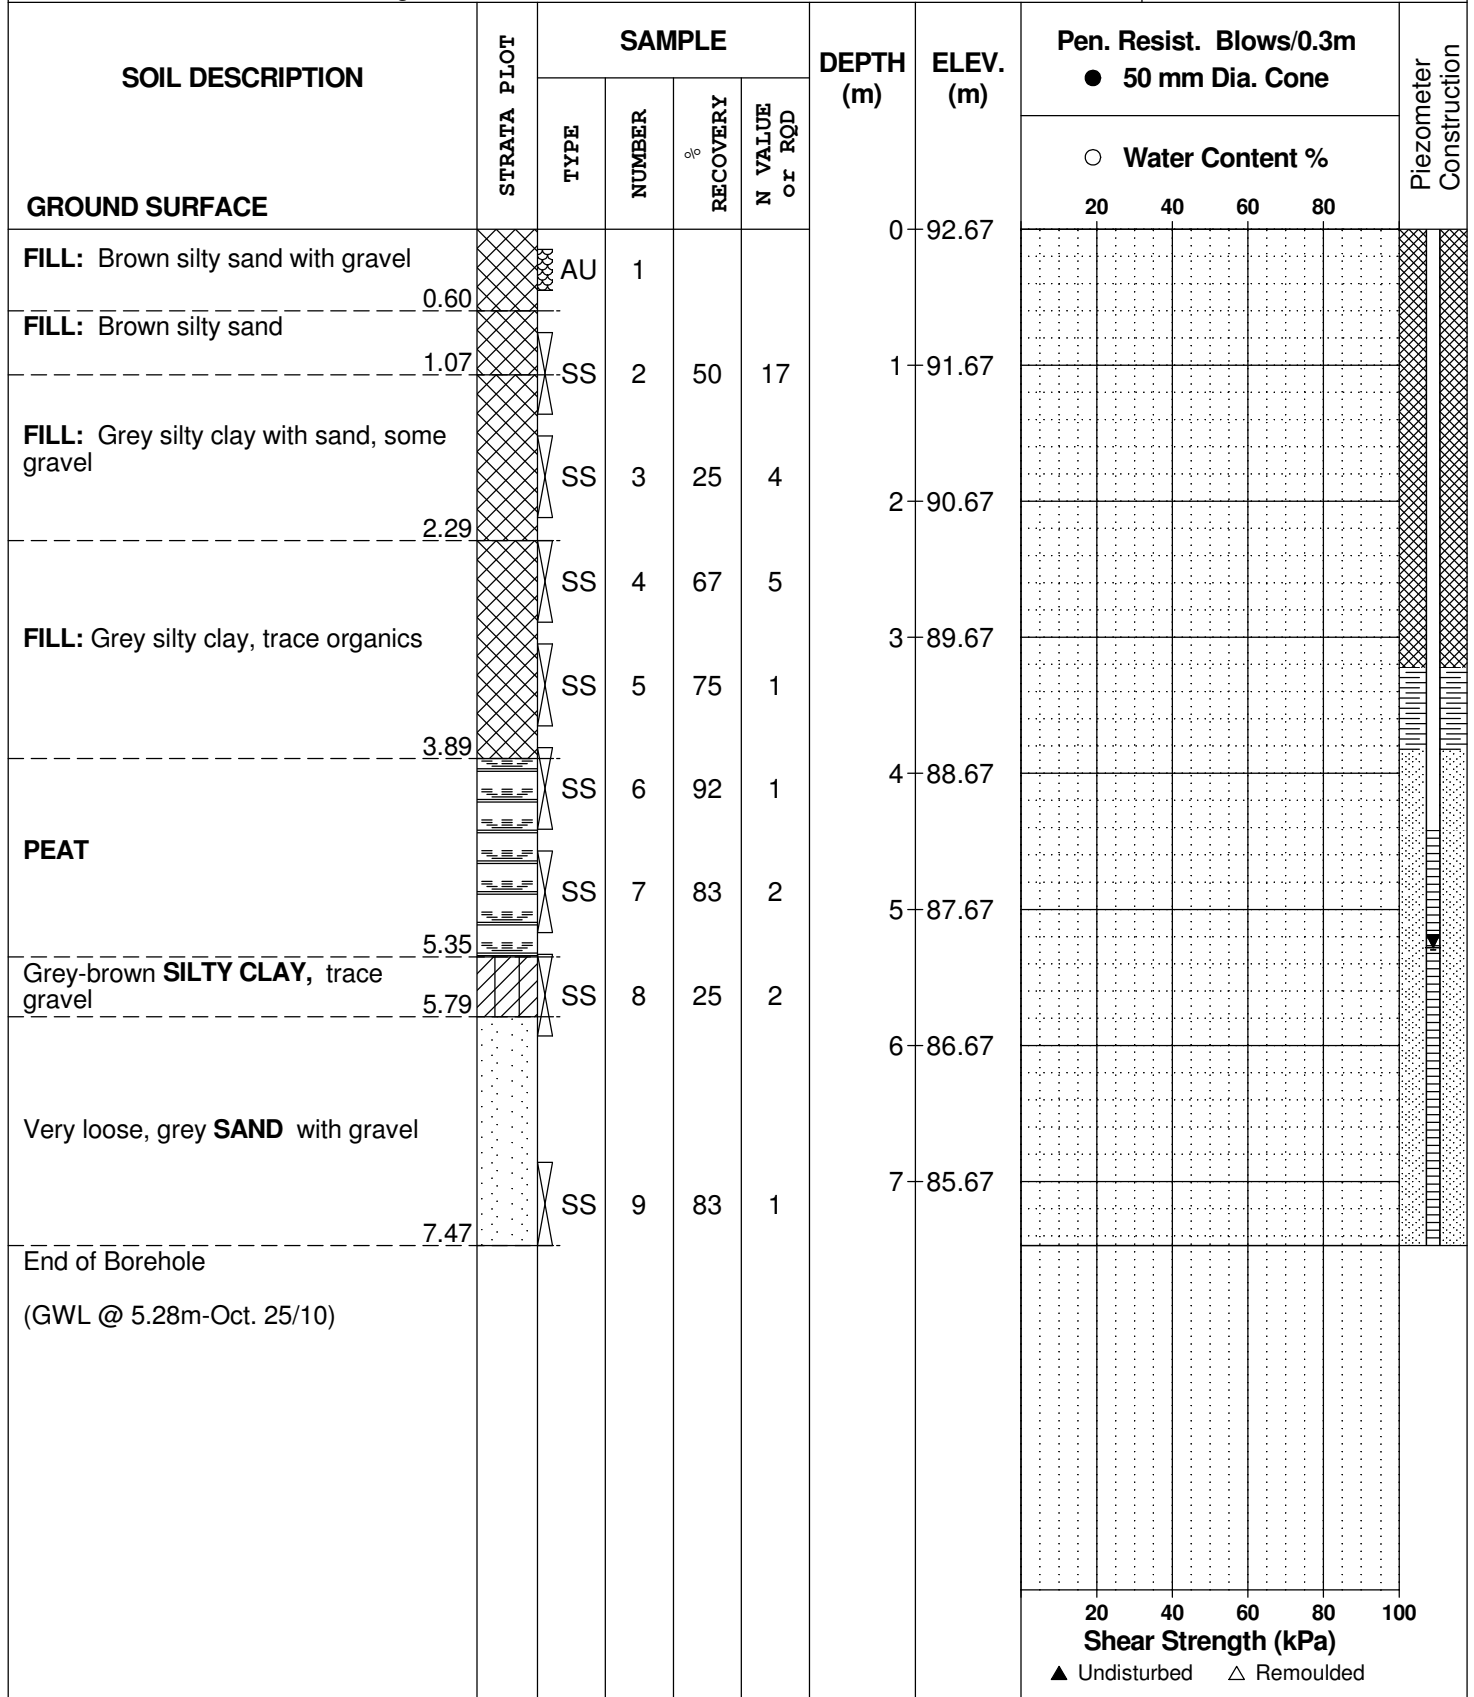 SOIL DESCRIPTION
GROUND SURFACE
STRATA PLOT
SAMPLE
TYPE
NUMBER
% RECOVERY
N VALUE or RQD
DEPTH (m)
ELEV. (m)
Pen. Resist. Blows/0.3m
● 50 mm Dia. Cone
○ Water Content %
20 40 60 80
Piezometer Construction
0 92.67
FILL: Brown silty sand with gravel
0.60
AU 1
FILL: Brown silty sand
1.07
SS 2 50 17
1 91.67
FILL: Grey silty clay with sand, some
gravel
2.29
SS 3 25 4
2 90.67
SS 4 67 5
FILL: Grey silty clay, trace organics
3.89
3 89.67
SS 5 75 1
SS 6 92 1
4 88.67
PEAT
5.35
SS 7 83 2
5 87.67
Grey-brown SILTY CLAY, trace
gravel
5.79
SS 8 25 2
6 86.67
Very loose, grey SAND with gravel
7.47
SS 9 83 1
7 85.67
End of Borehole
(GWL @ 5.28m-Oct. 25/10)
20 40 60 80 100
Shear Strength (kPa)
▲ Undisturbed △ Remoulded